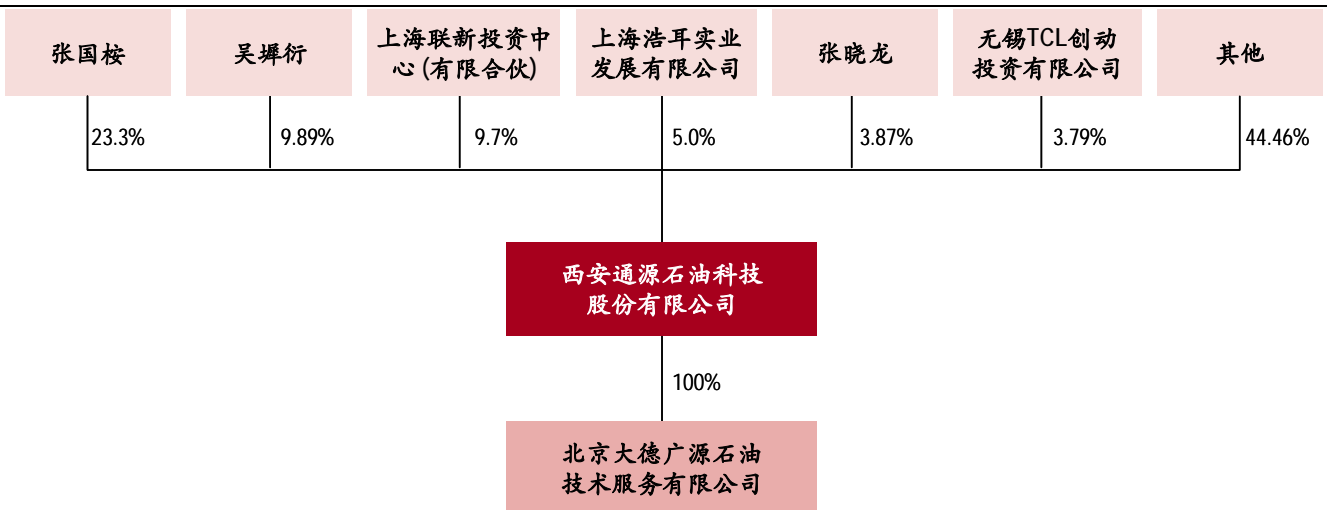 张国桉
吴墀衍
上海联新投资中
心(有限合伙)
上海浩耳实业
发展有限公司
张晓龙
无锡TCL创动
投资有限公司
其他
23.3%
9.89%
9.7%
5.0%
3.87%
3.79%
44.46%
西安通源石油科技
股份有限公司
100%
北京大德广源石油
技术服务有限公司